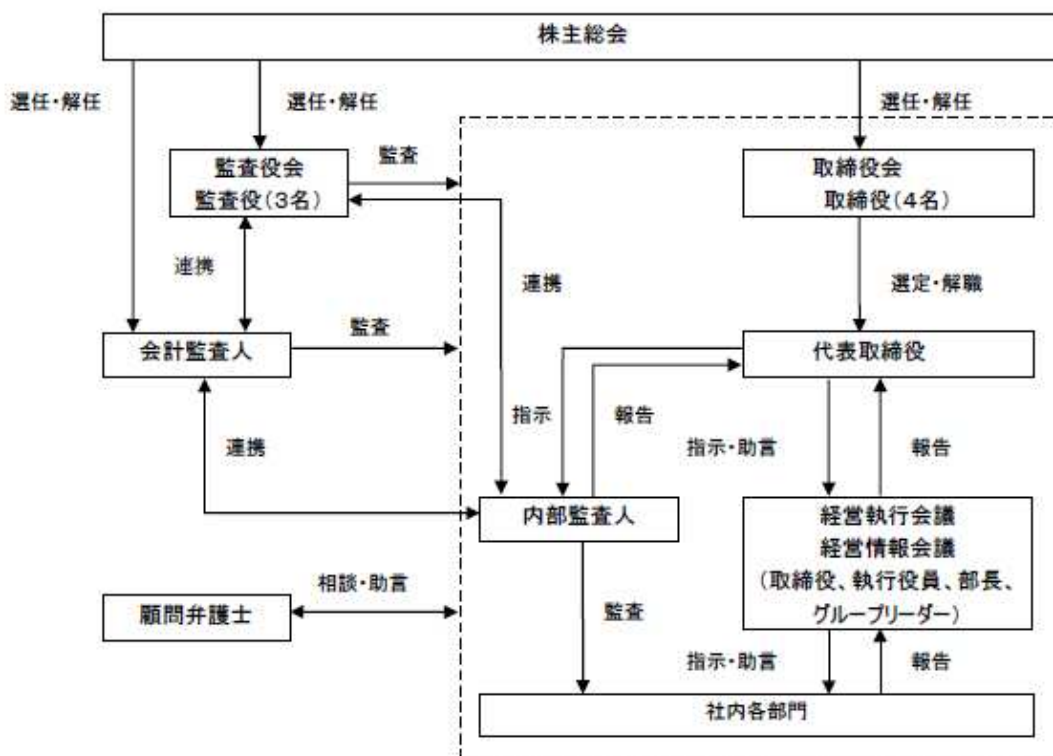 株主総会
選任・解任
選任・解任
選任・解任
監査役会
監査役(3名)
監査
取締役会
取締役(4名)
連携
連携
選定・解職
会計監査人
監査
代表取締役
指示
報告
指示・助言
報告
連携
内部監査人
経営執行会議
経営情報会議
(取締役、執行役員、部長、
グループリーダー)
相談・助言
顧問弁護士
監査
指示・助言
報告
社内各部門